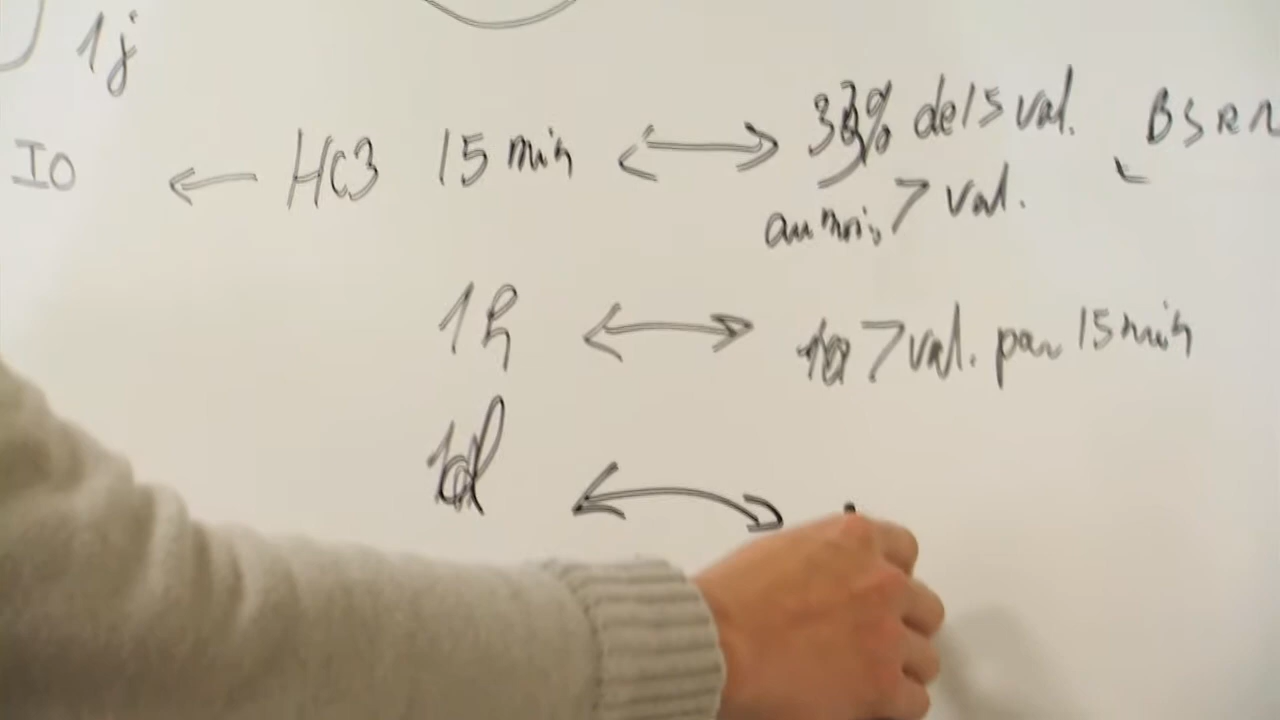 1j
IO ← HC3 15 min ↔ 33% de 15 val. BSRN
au moins 7 val.
1h ↔ 7 val. par 15 min
1d ↔